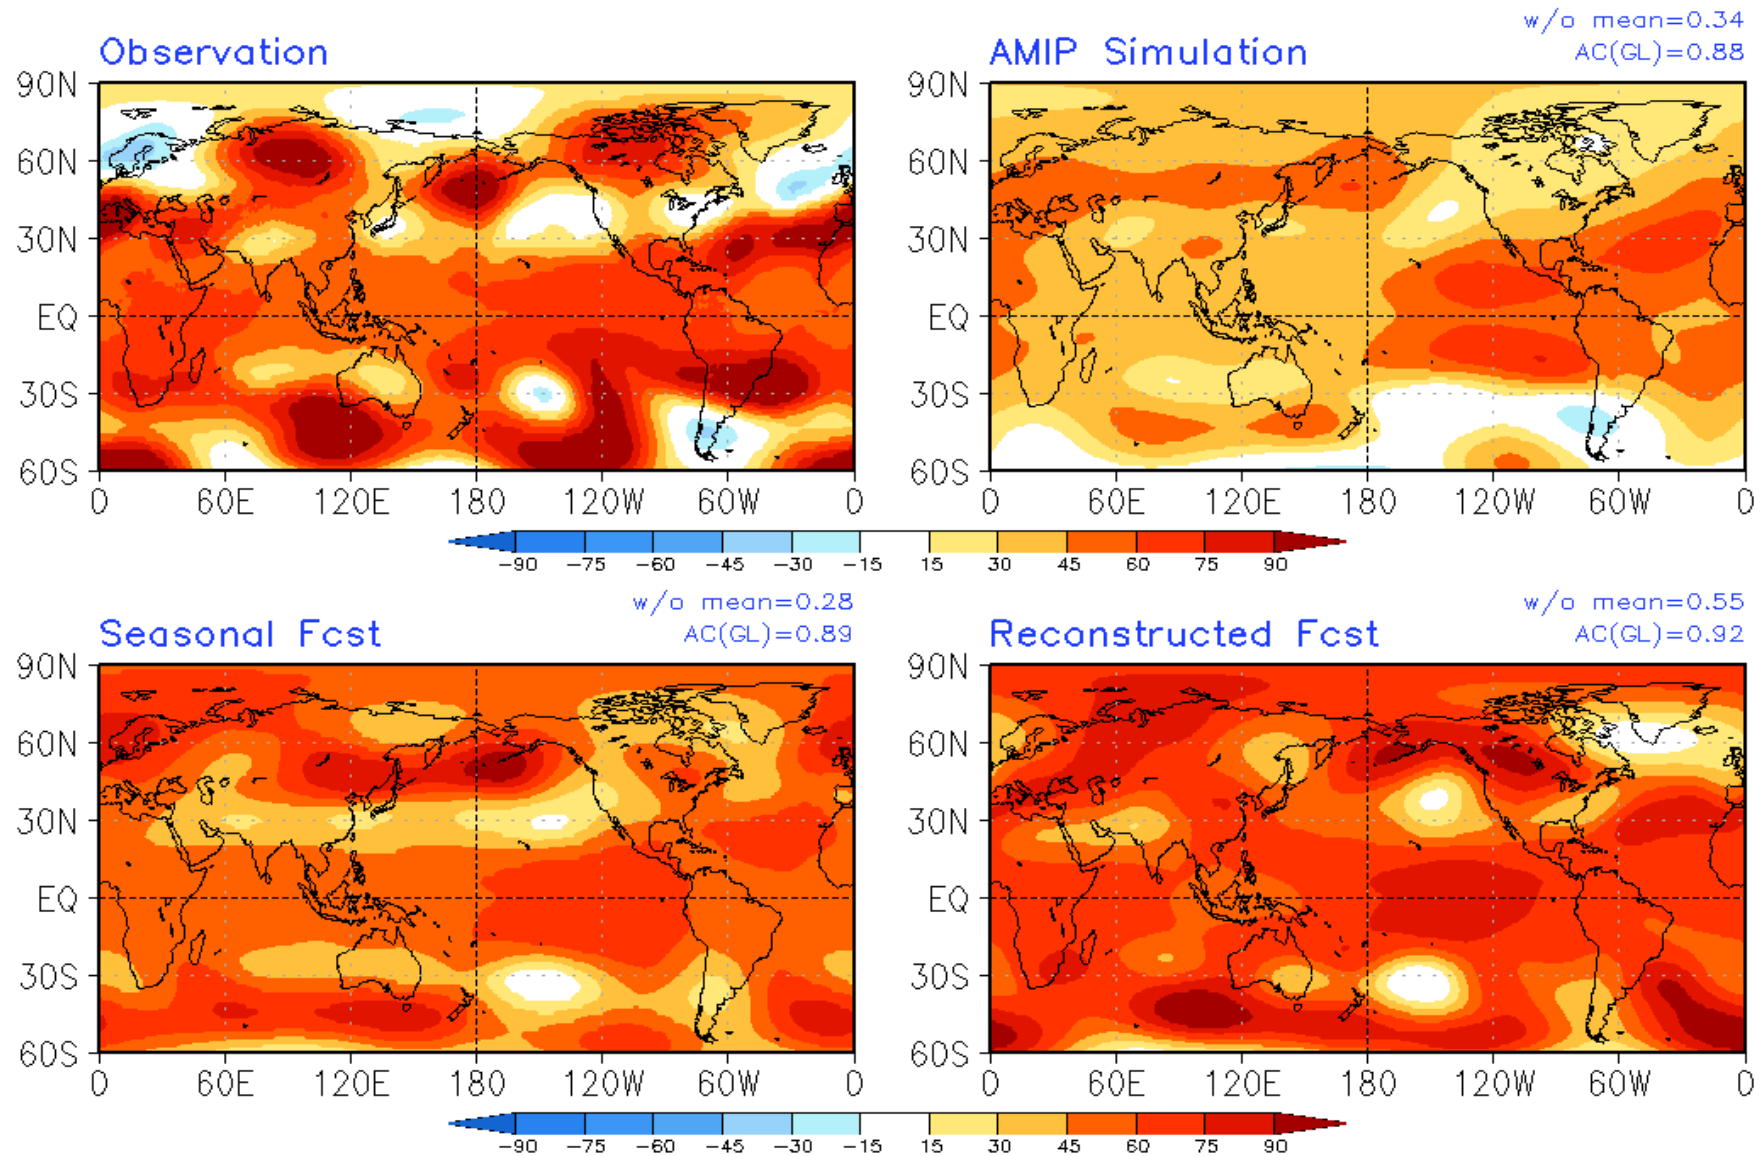 w/o mean=0.34
Observation
AMIP Simulation
AC(GL)=0.88
90N
60N
30N
EQ
30S
60S
0 60E 120E 180 120W 60W 0
90N
60N
30N
EQ
30S
60S
0 60E 120E 180 120W 60W 0
-90 -75 -60 -45 -30 -15 15 30 45 60 75 90
w/o mean=0.28
Seasonal Fcst
AC(GL)=0.89
w/o mean=0.55
Reconstructed Fcst
AC(GL)=0.92
90N
60N
30N
EQ
30S
60S
0 60E 120E 180 120W 60W 0
90N
60N
30N
EQ
30S
60S
0 60E 120E 180 120W 60W 0
-90 -75 -60 -45 -30 -15 15 30 45 60 75 90